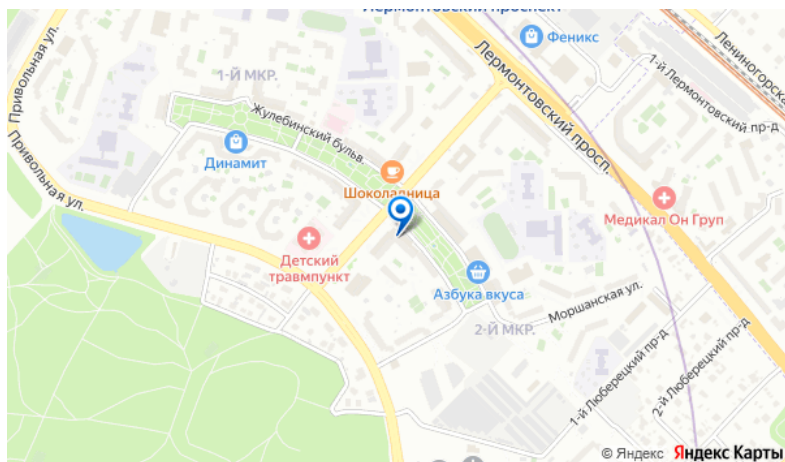 Лермонтовский проспект
Феникс
Лениногорская
1-й Лермонтовский пр-д
Привольная ул.
1-Й МКР.
Лермонтовский просп.
Жулебинский бульв.
Динамит
Шоколадница
Привольная ул.
Медикал Он Груп
Детский
травмпункт
Азбука вкуса
Моршанская ул.
2-Й МКР.
1-й Люберецкий пр-д
2-й Люберецкий пр-д
© Яндекс Яндекс Карты